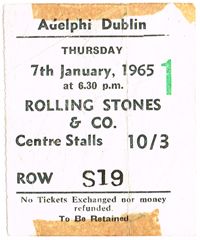 Adelphi Dublin
THURSDAY
7th January, 1965
at 6.30 p.m.
1
ROLLING STONES
& CO.
Centre Stalls 10/3
ROW S19
No Tickets Exchanged nor money
refunded
To Be Retained